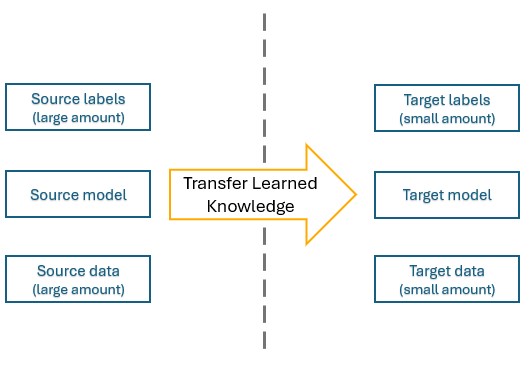 Source labels
(large amount)
Source model
Source data
(large amount)
Transfer Learned
Knowledge
Target labels
(small amount)
Target model
Target data
(small amount)